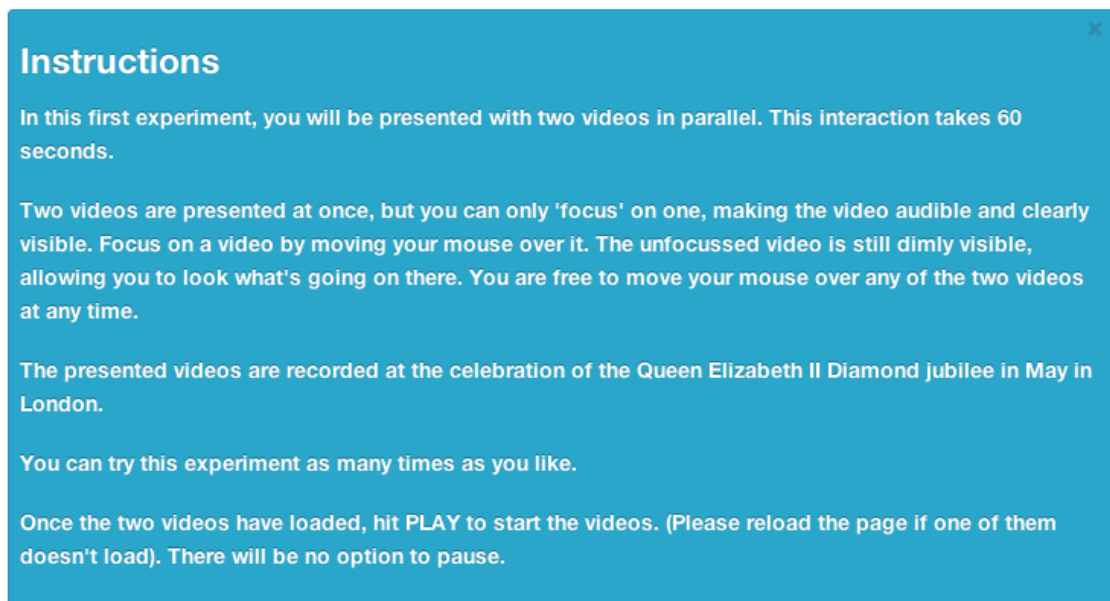 Instructions
In this first experiment, you will be presented with two videos in parallel. This interaction takes 60
seconds.
Two videos are presented at once, but you can only 'focus' on one, making the video audible and clearly
visible. Focus on a video by moving your mouse over it. The unfocussed video is still dimly visible,
allowing you to look what's going on there. You are free to move your mouse over any of the two videos
at any time.
The presented videos are recorded at the celebration of the Queen Elizabeth II Diamond jubilee in May in
London.
You can try this experiment as many times as you like.
Once the two videos have loaded, hit PLAY to start the videos. (Please reload the page if one of them
doesn't load). There will be no option to pause.